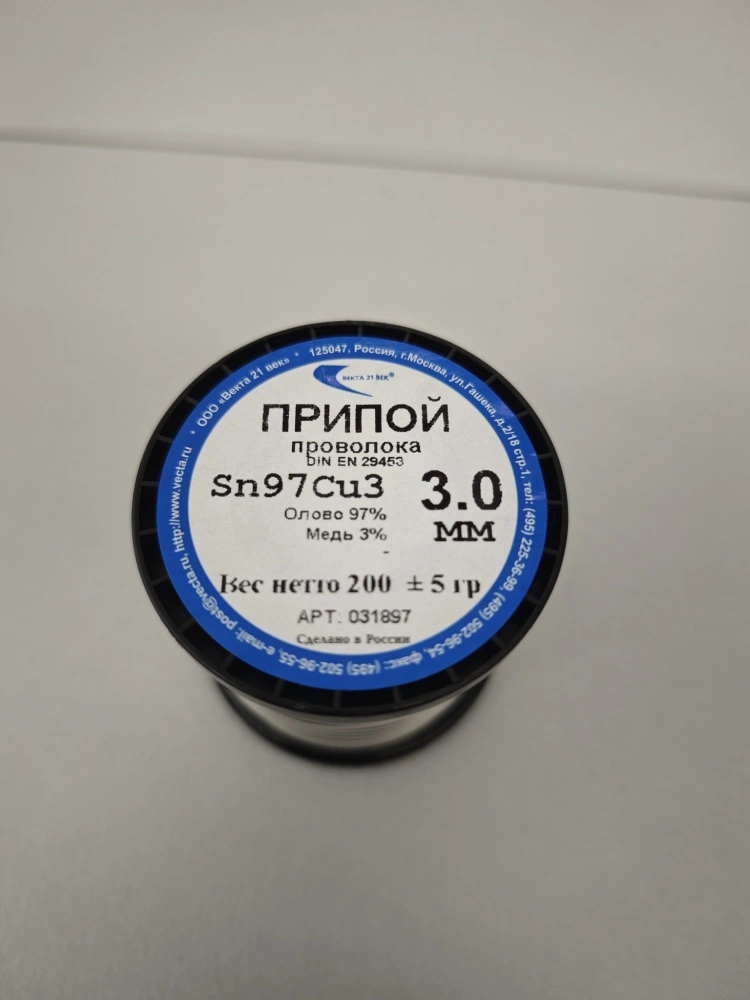 ООО «Векта 21 век» * 125047, Россия, г.Москва, ул.Гашека, д.2/18 стр.1, тел: (495) 225-36-99, (495) 502-96-54, факс: (495) 502-96-55, e-mail: post@vecta.ru, http://www.vecta.ru *
ВЕКТА 21 ВЕК®
ПРИПОЙ
проволока
DIN EN 29453
Sn97Cu3
3.0
Олово 97%
мм
Медь 3%
-
Вес нетто 200 ± 5 гр
АРТ: 031897
Сделано в России